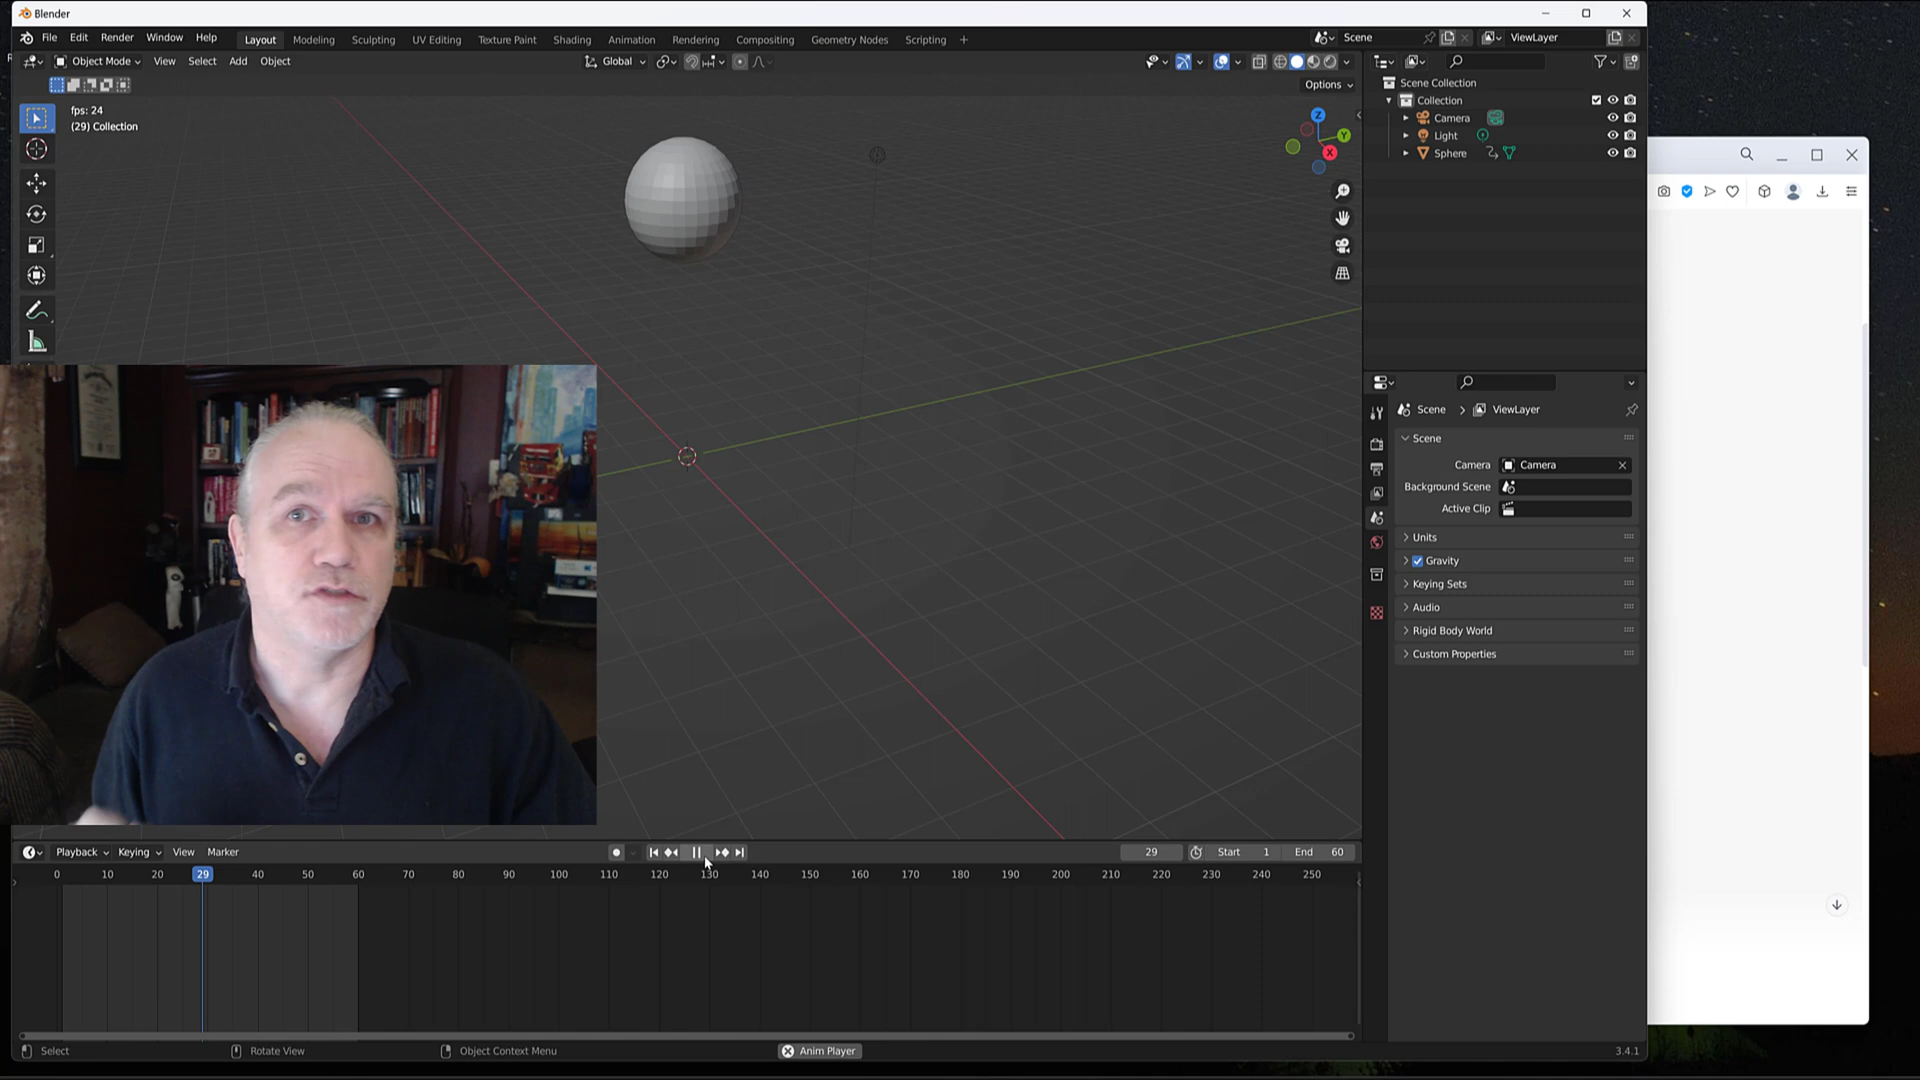 Blender
File Edit Render Window Help
Layout Modeling Sculpting UV Editing Texture Paint Shading Animation Rendering Compositing Geometry Nodes Scripting +
Scene
ViewLayer
Object Mode View Select Add Object
Global
Options
fps: 24
(29) Collection
Z
Y
X
Scene Collection
Collection
Camera
Light
Sphere
Scene > ViewLayer
Scene
Camera Camera
Background Scene
Active Clip
Units
Gravity
Keying Sets
Audio
Rigid Body World
Custom Properties
Playback Keying View Marker
29 Start 1 End 60
0 10 20 29 40 50 60 70 80 90 100 110 120 130 140 150 160 170 180 190 200 210 220 230 240 250
Select Rotate View Object Context Menu Anim Player 3.4.1